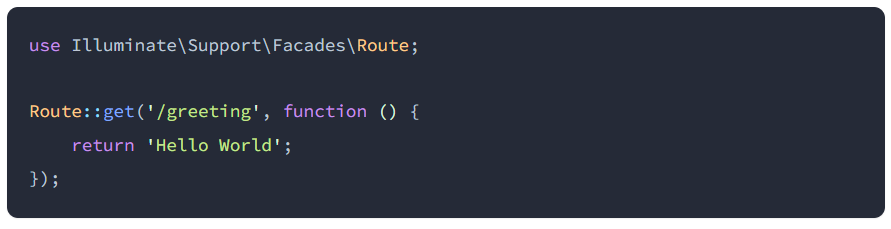 use Illuminate\Support\Facades\Route;
Route::get('/greeting', function () {
    return 'Hello World';
});